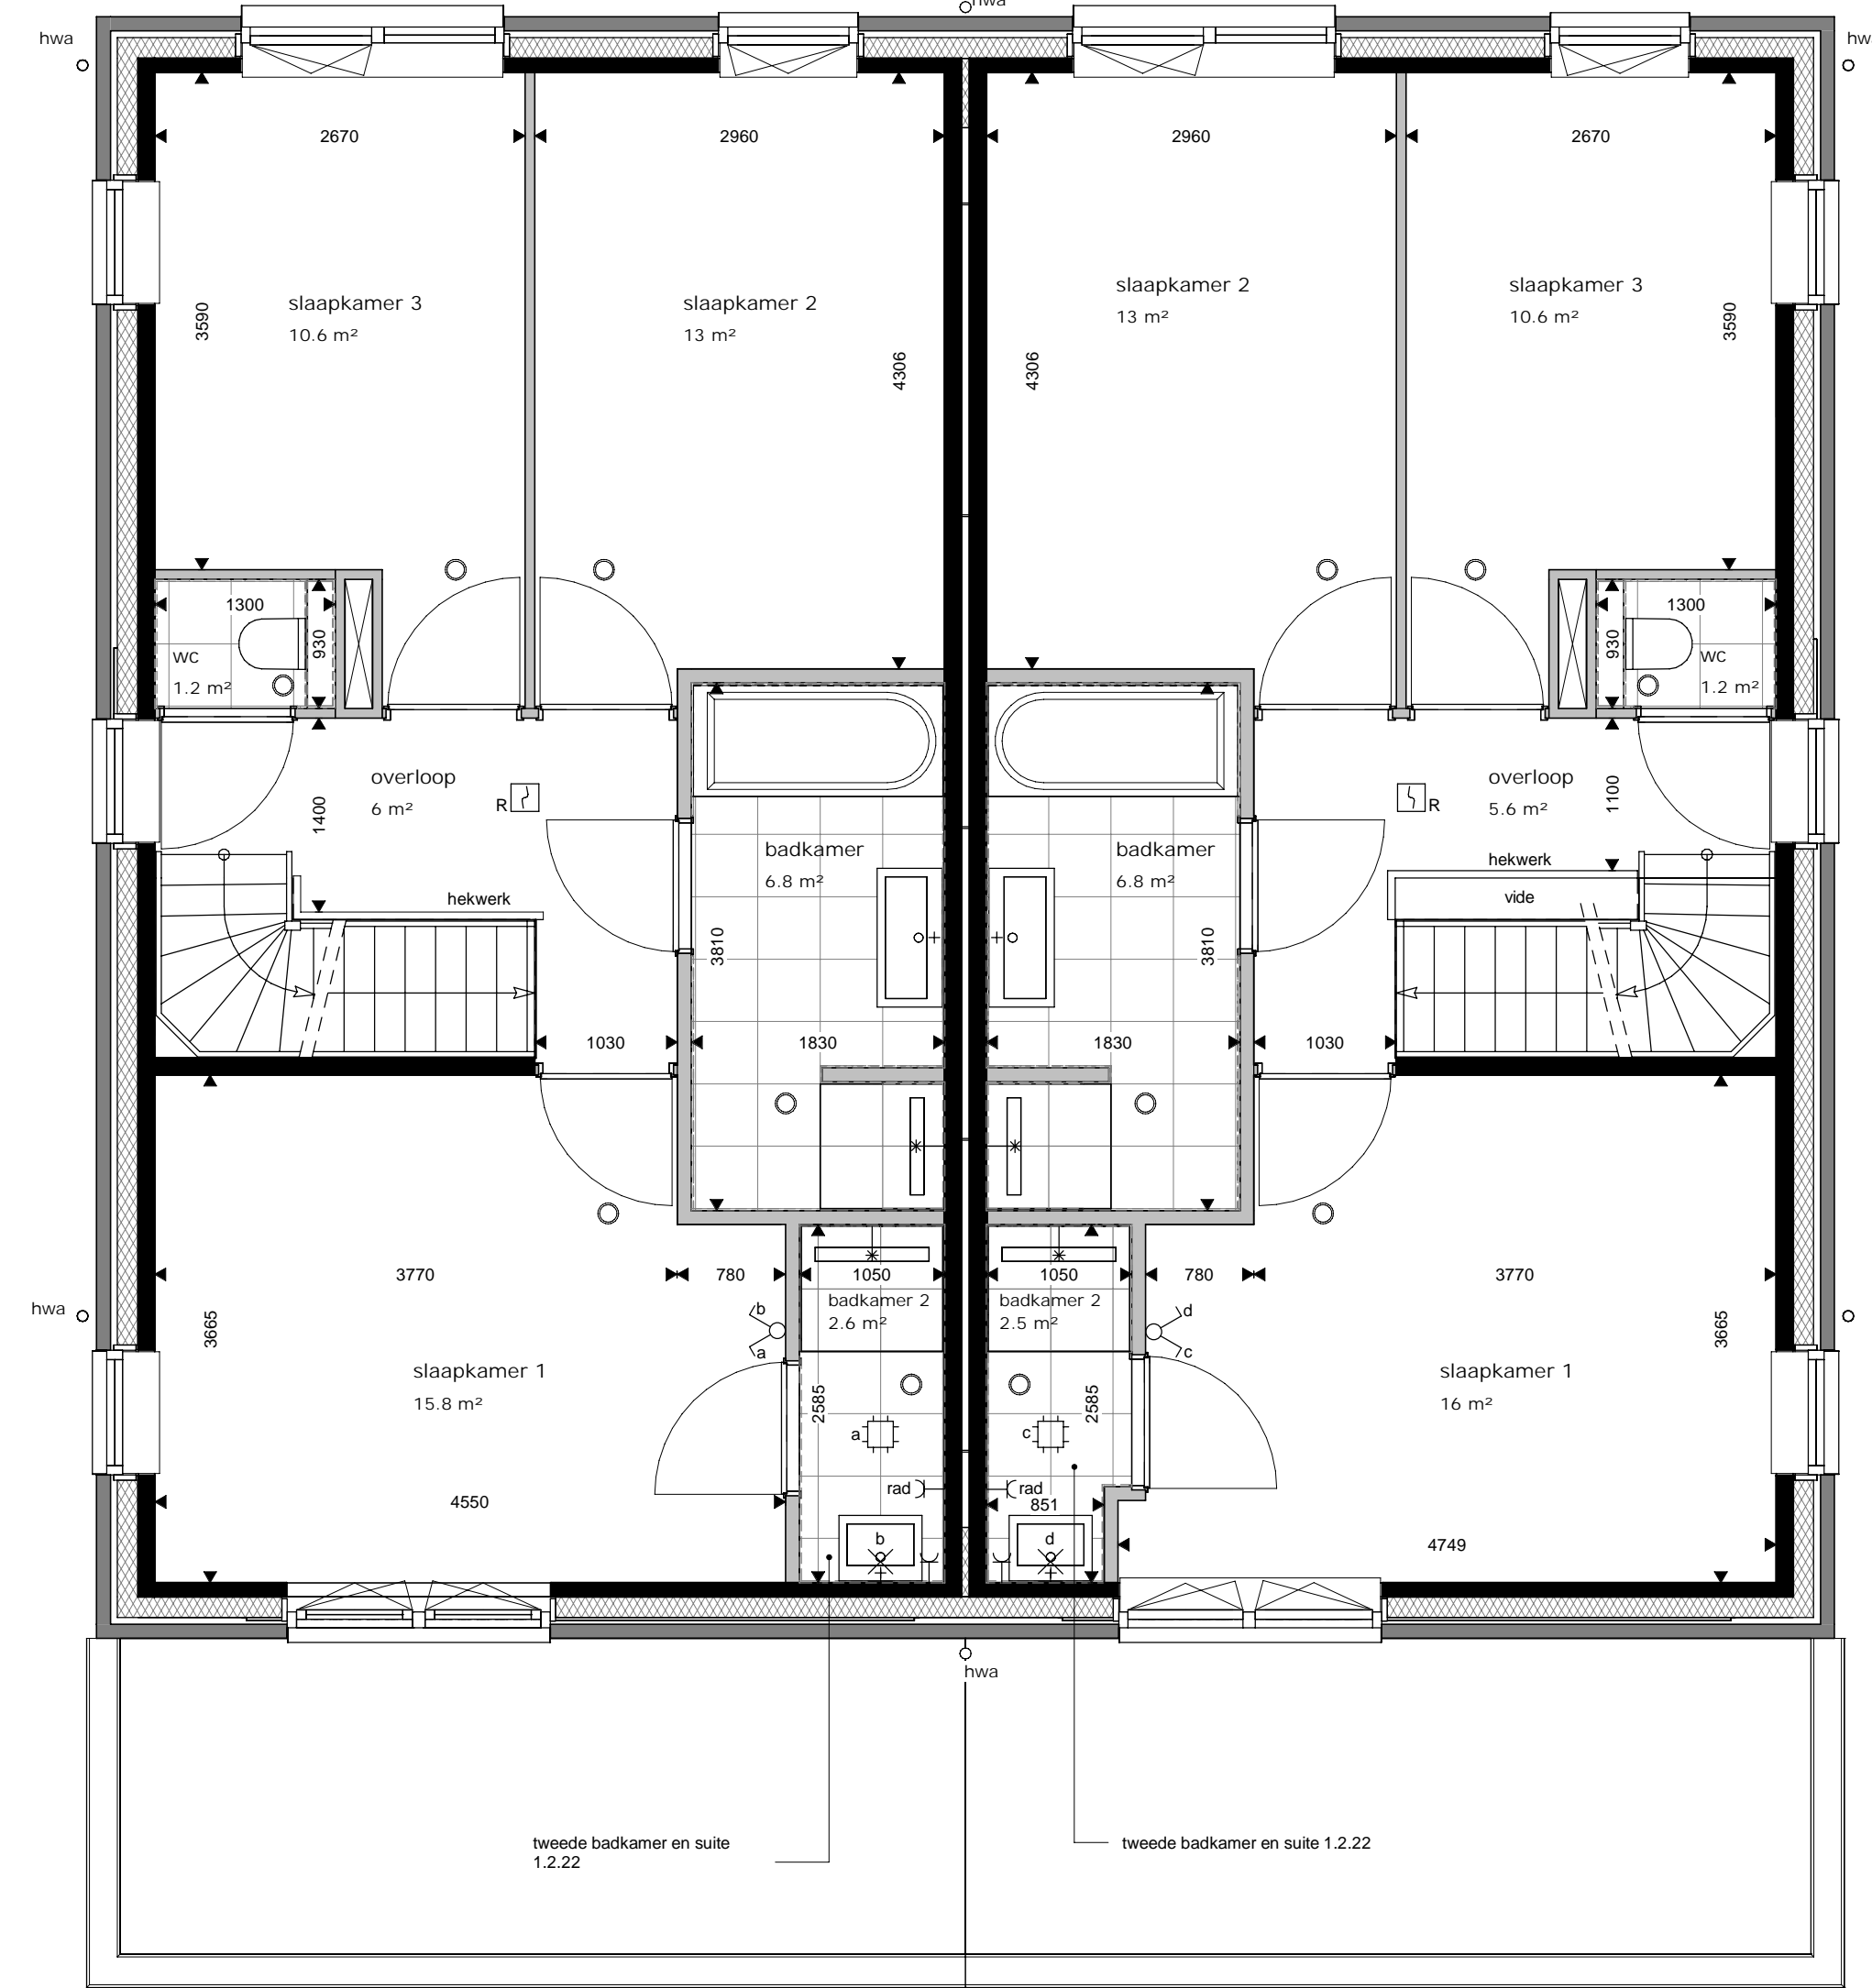 hwa
hwa
hw
2670
2960
2960
2670
slaapkamer 3
10.6 m²
3590
slaapkamer 2
13 m²
4306
slaapkamer 2
13 m²
4306
slaapkamer 3
10.6 m²
3590
1300
930
wc
1.2 m²
1300
930
wc
1.2 m²
overloop
6 m²
1400
R
overloop
5.6 m²
1100
R
badkamer
6.8 m²
badkamer
6.8 m²
hekwerk
hekwerk
vide
3810
3810
1030
1830
1830
1030
3770
780
1050
1050
780
3770
hwa
3665
b
a
badkamer 2
2.6 m²
badkamer 2
2.5 m²
d
c
3665
slaapkamer 1
15.8 m²
2585
a
c
2585
slaapkamer 1
16 m²
4550
rad
rad
851
b
d
4749
hwa
tweede badkamer en suite
1.2.22
tweede badkamer en suite 1.2.22